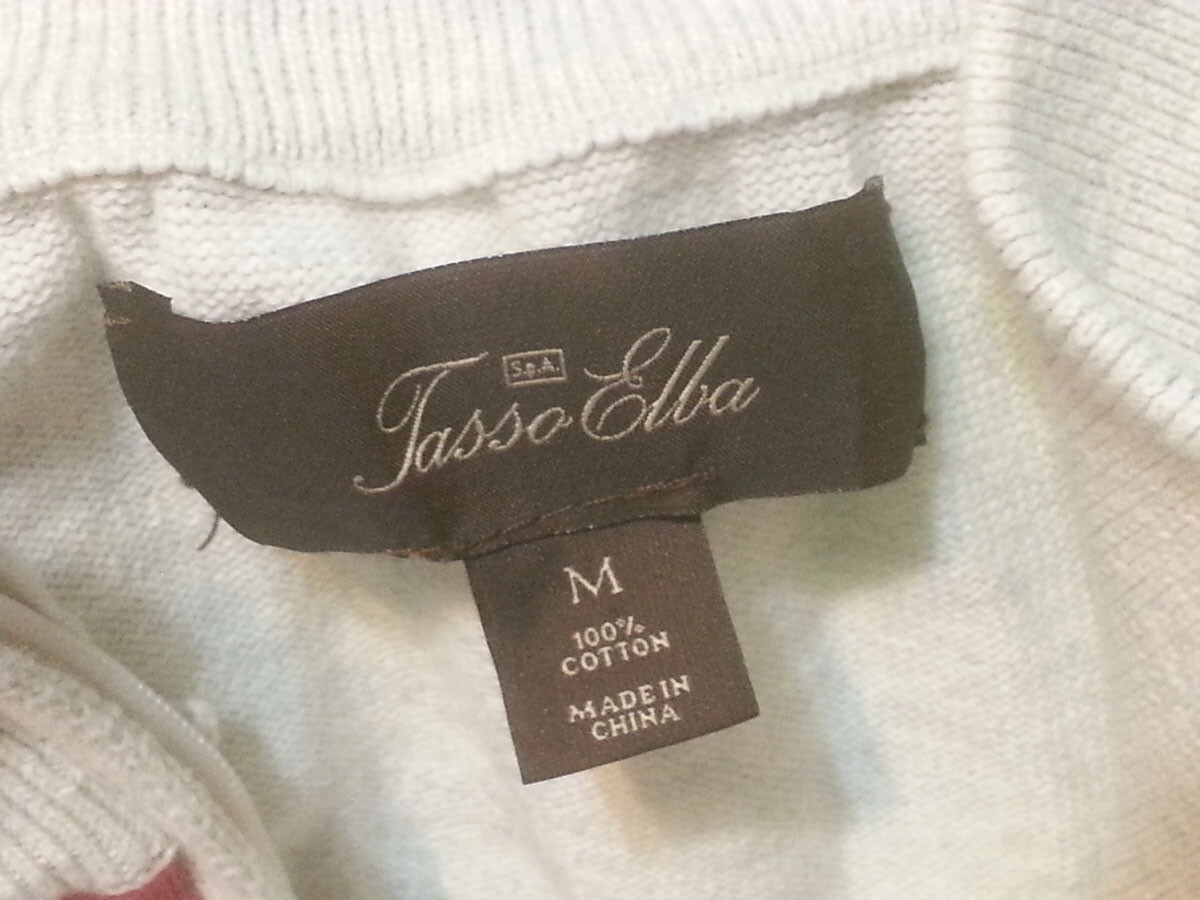 S.p.A.
Tasso Elba
M
100%
COTTON
MADE IN
CHINA